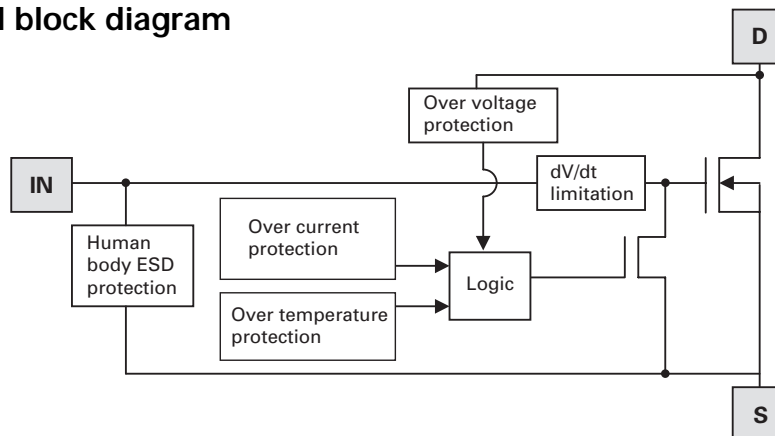 block diagram
D
Over voltage
protection
IN
dV/dt
limitation
Over current
protection
Human
body ESD
protection
Logic
Over temperature
protection
S